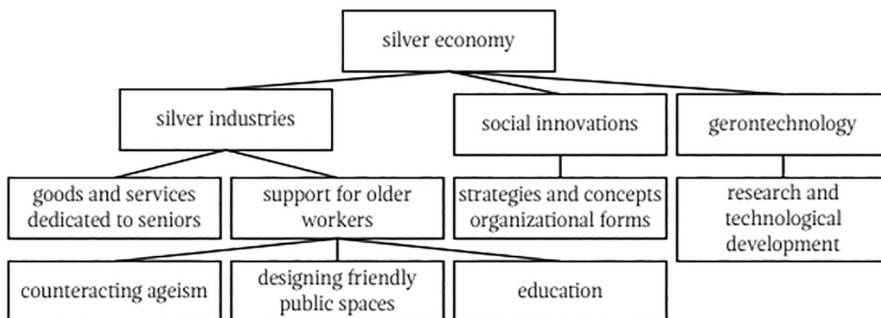 silver economy
silver industries
social innovations
gerontechnology
goods and services
dedicated to seniors
support for older
workers
strategies and concepts
organizational forms
research and
technological
development
counteracting ageism
designing friendly
public spaces
education